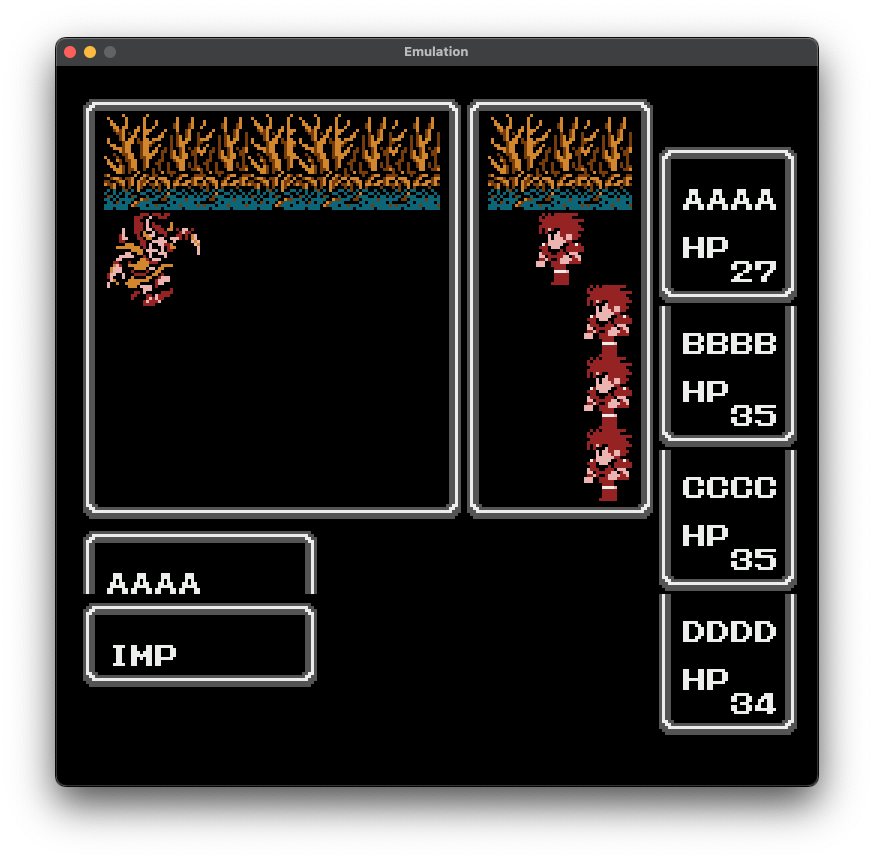 Emulation
AAAA
HP
27
BBBB
HP
35
CCCC
HP
35
DDDD
HP
34
AAAA
IMP